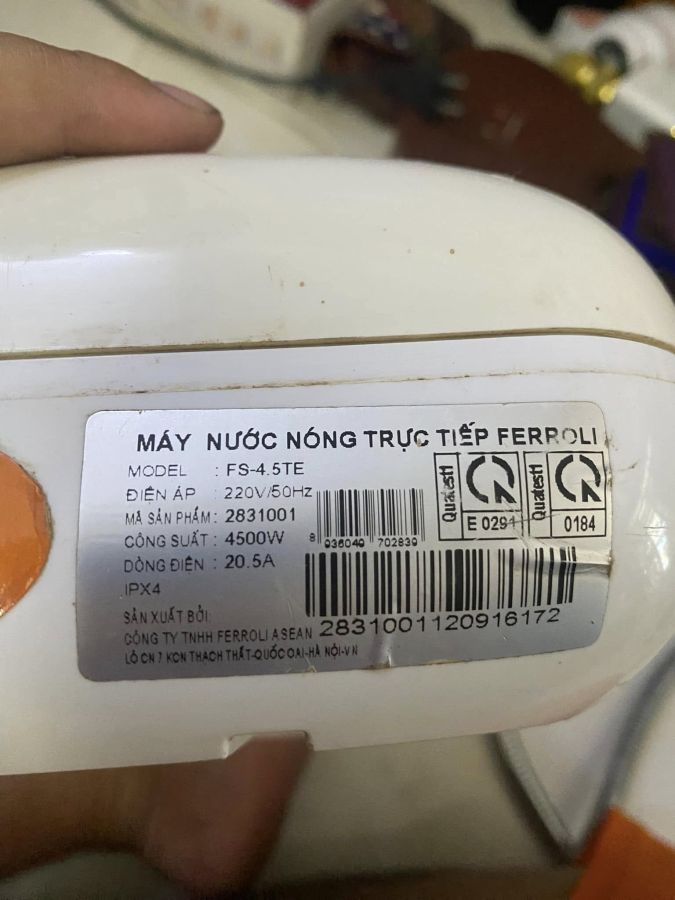 MÁY NƯỚC NÓNG TRỰC TIẾP FERROLI
MODEL : FS-4.5TE
ĐIỆN ÁP : 220V/50Hz
MÃ SẢN PHẨM : 2831001
CÔNG SUẤT : 4500W
DÒNG ĐIỆN : 20.5A
IPX4
8 936049 702839
Quatest1
E 0291
Quatest1
0184
SẢN XUẤT BỞI:
CÔNG TY TNHH FERROLI ASEAN
LÔ CN 7 KCN THẠCH THẤT-QUỐC OAI-HÀ NỘI-VN
2831001120916172